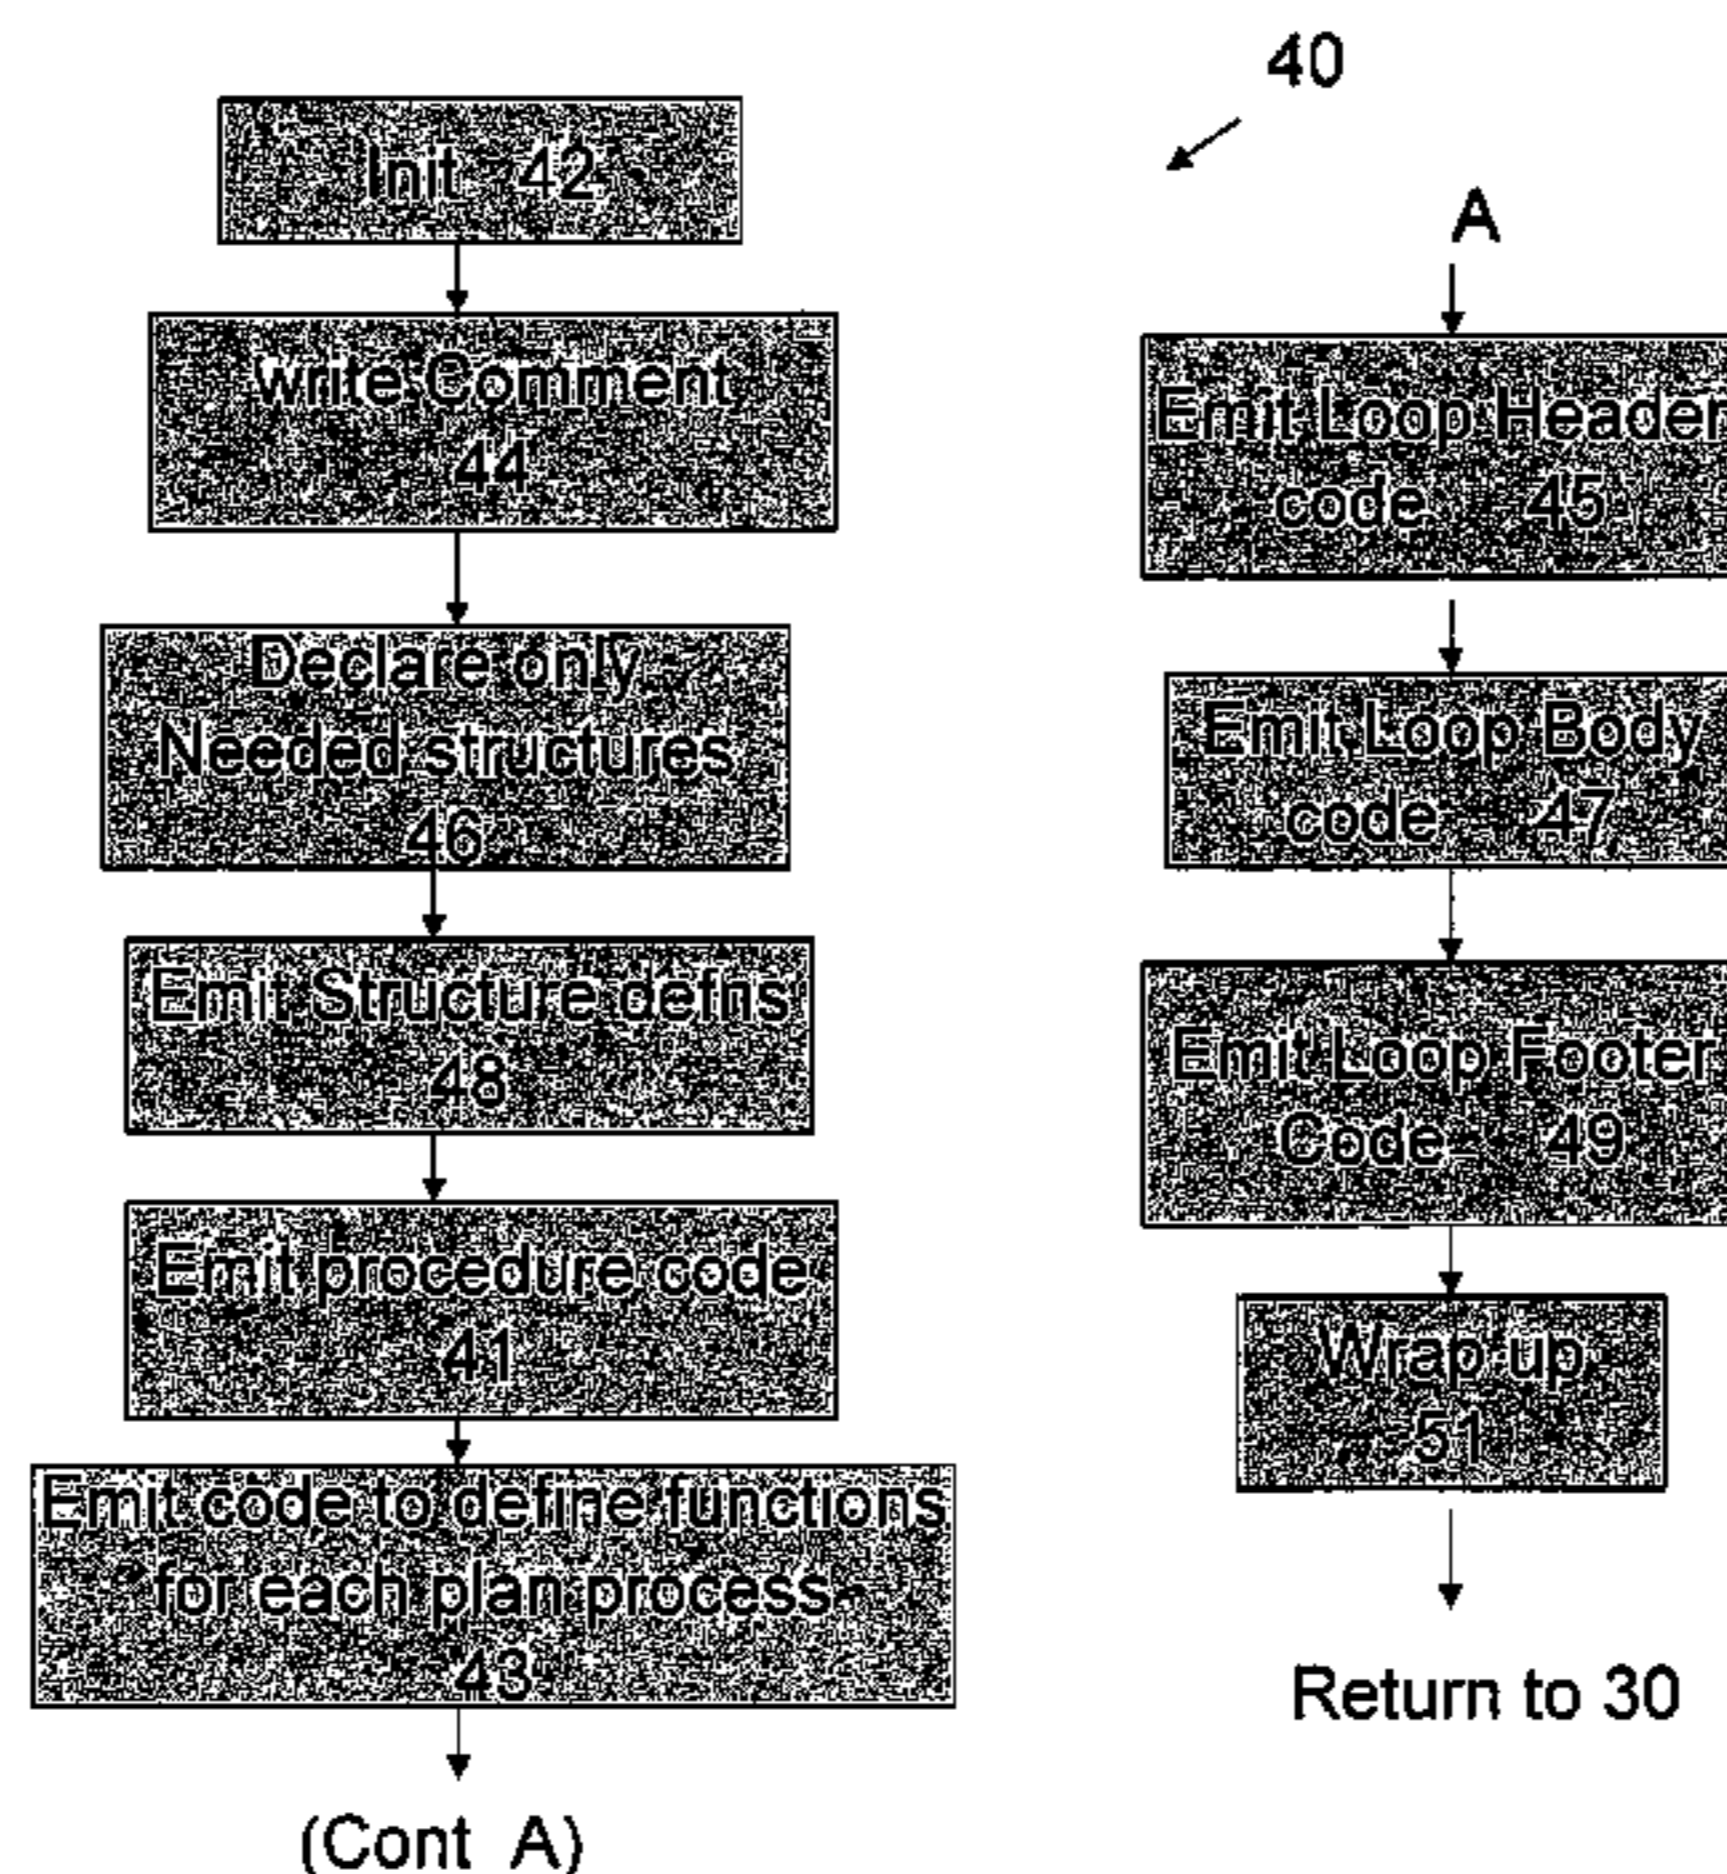 Init 42
write Comment
44
Declare only
Needed structures
46
Emit Structure defns
48
Emit procedure code
41
Emit code to define functions
for each plan process
43
(Cont A)
40
A
Emit Loop Header
code 45
Emit Loop Body
code 47
Emit Loop Footer
Code 49
Wrap up
51
Return to 30